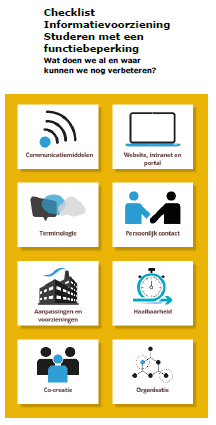 Checklist
Informatievoorziening
Studeren met een
functiebeperking
Wat doen we al en waar
kunnen we nog verbeteren?
Communicatiemiddelen
Website, intranet en
portal
Terminologie
Persoonlijk contact
Aanpassingen en
voorzieningen
Haalbaarheid
Co-creatie
Organisatie